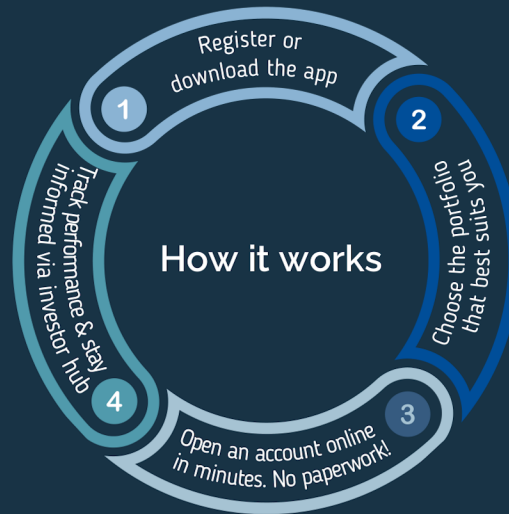 How it works
1
Register or
download the app
2
Choose the portfolio
that best suits you
3
Open an account online
in minutes. No paperwork!
4
Track performance & stay
informed via investor hub